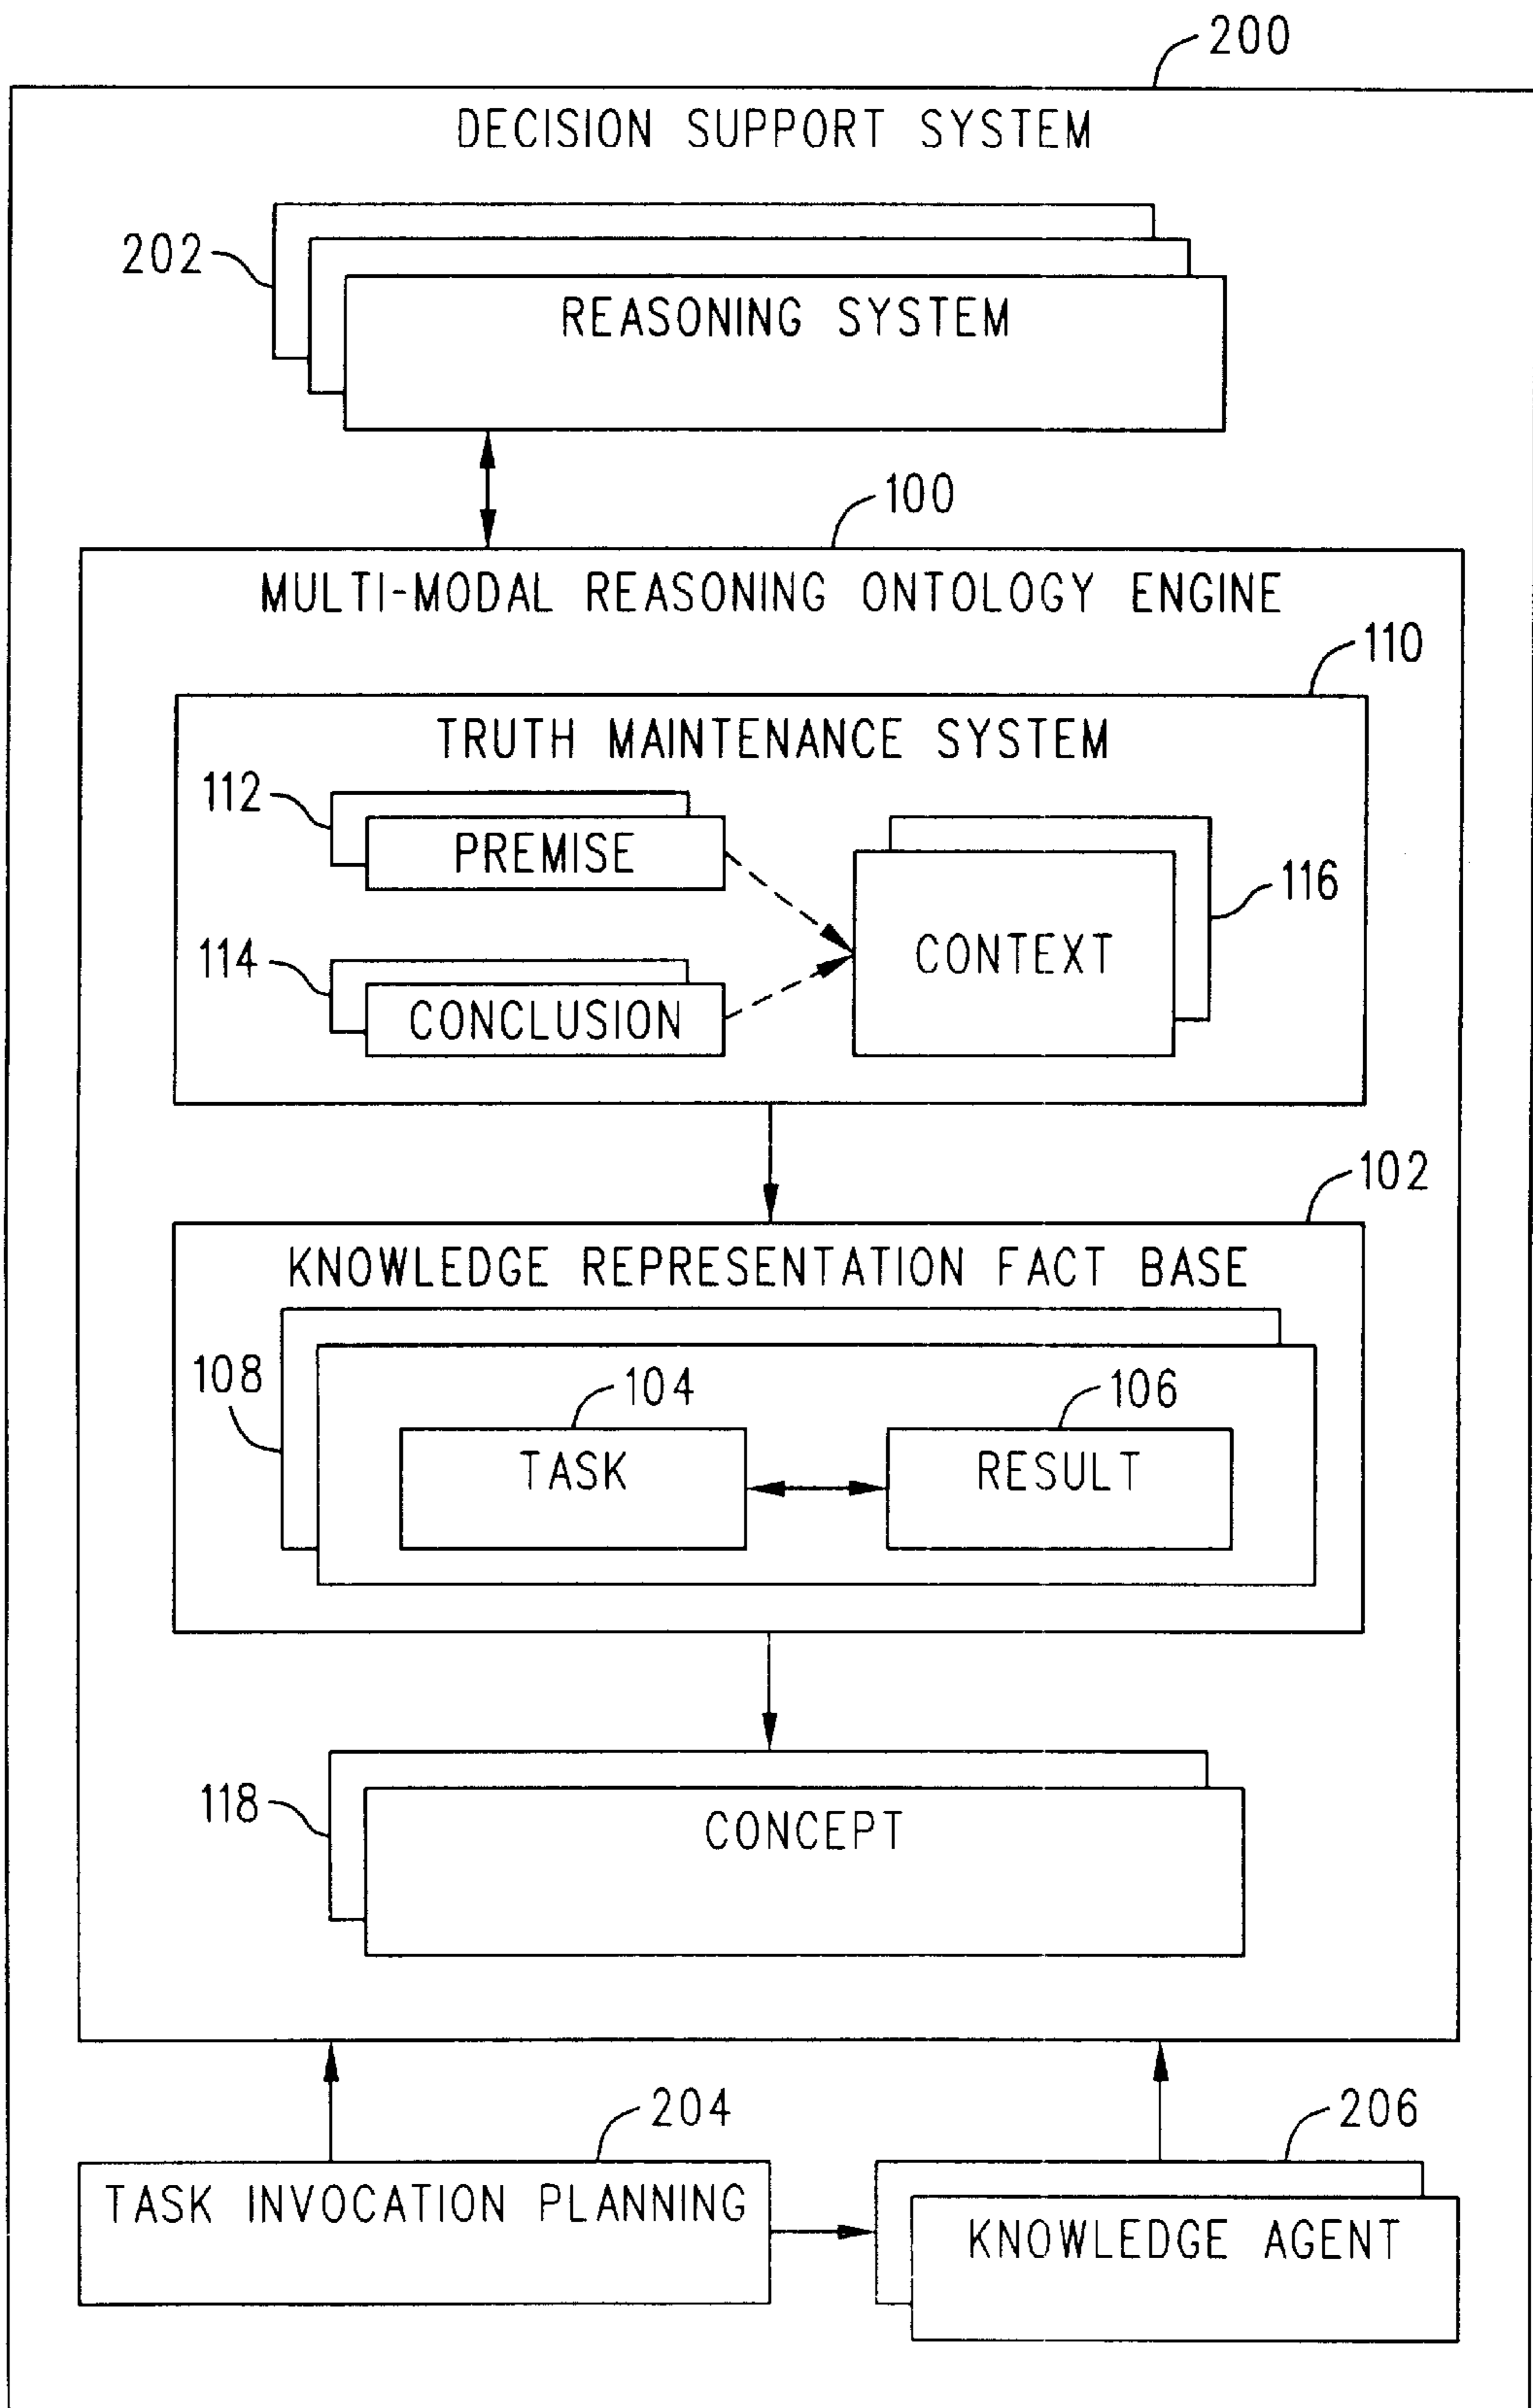 200
DECISION SUPPORT SYSTEM
202
REASONING SYSTEM
100
MULTI-MODAL REASONING ONTOLOGY ENGINE
110
TRUTH MAINTENANCE SYSTEM
112
PREMISE
116
CONTEXT
114
CONCLUSION
102
KNOWLEDGE REPRESENTATION FACT BASE
108
104
106
TASK
RESULT
118
CONCEPT
204
206
TASK INVOCATION PLANNING
KNOWLEDGE AGENT